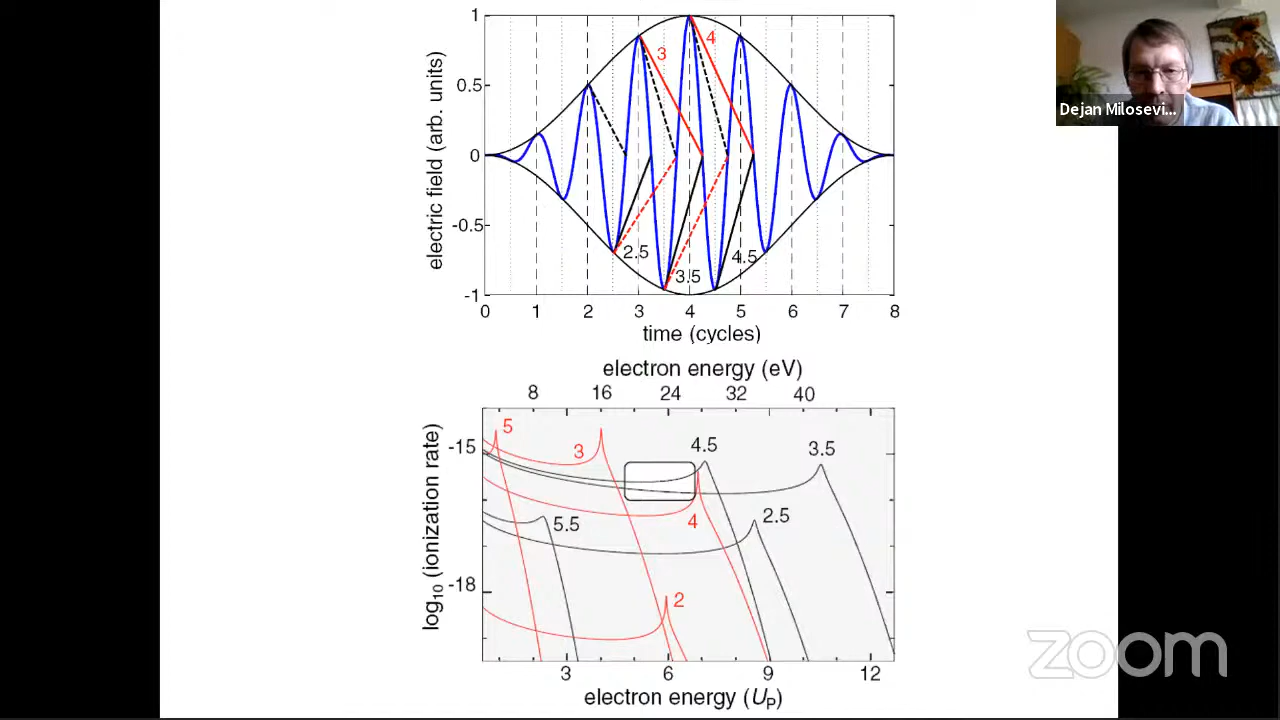 1
0.5
0
-0.5
-1
electric field (arb. units)
3
4
2.5
3.5
4.5
0 1 2 3 4 5 6 7 8
time (cycles)
electron energy (eV)
8 16 24 32 40
-15
-18
log10 (ionization rate)
5
3
4.5
3.5
4
2.5
5.5
2
3 6 9 12
electron energy (UP)
Dejan Milosevi...
zoom